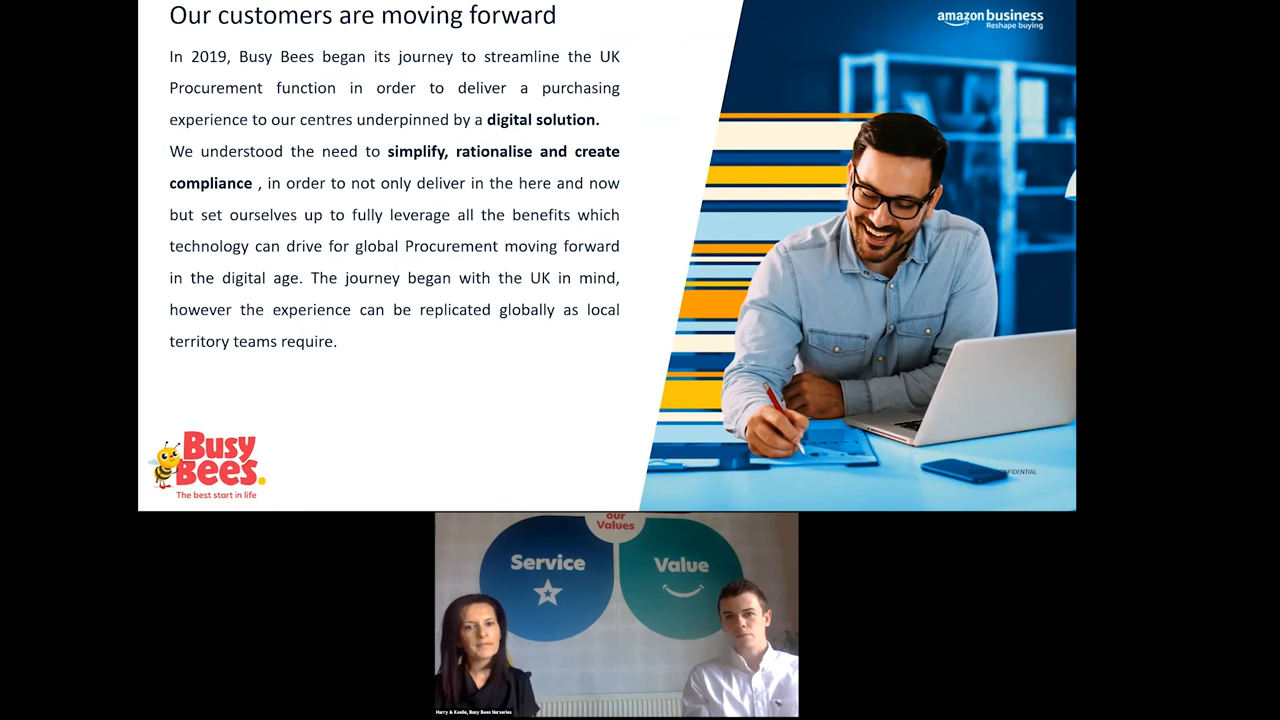 Our customers are moving forward
amazon business
Reshape buying
In 2019, Busy Bees began its journey to streamline the UK
Procurement function in order to deliver a purchasing
experience to our centres underpinned by a digital solution.
We understood the need to simplify, rationalise and create
compliance , in order to not only deliver in the here and now
but set ourselves up to fully leverage all the benefits which
technology can drive for global Procurement moving forward
in the digital age. The journey began with the UK in mind,
however the experience can be replicated globally as local
territory teams require.
Busy
Bees.
The best start in life
our
Values
Service
Value
Harry & Keelie, Busy Bees Nurseries